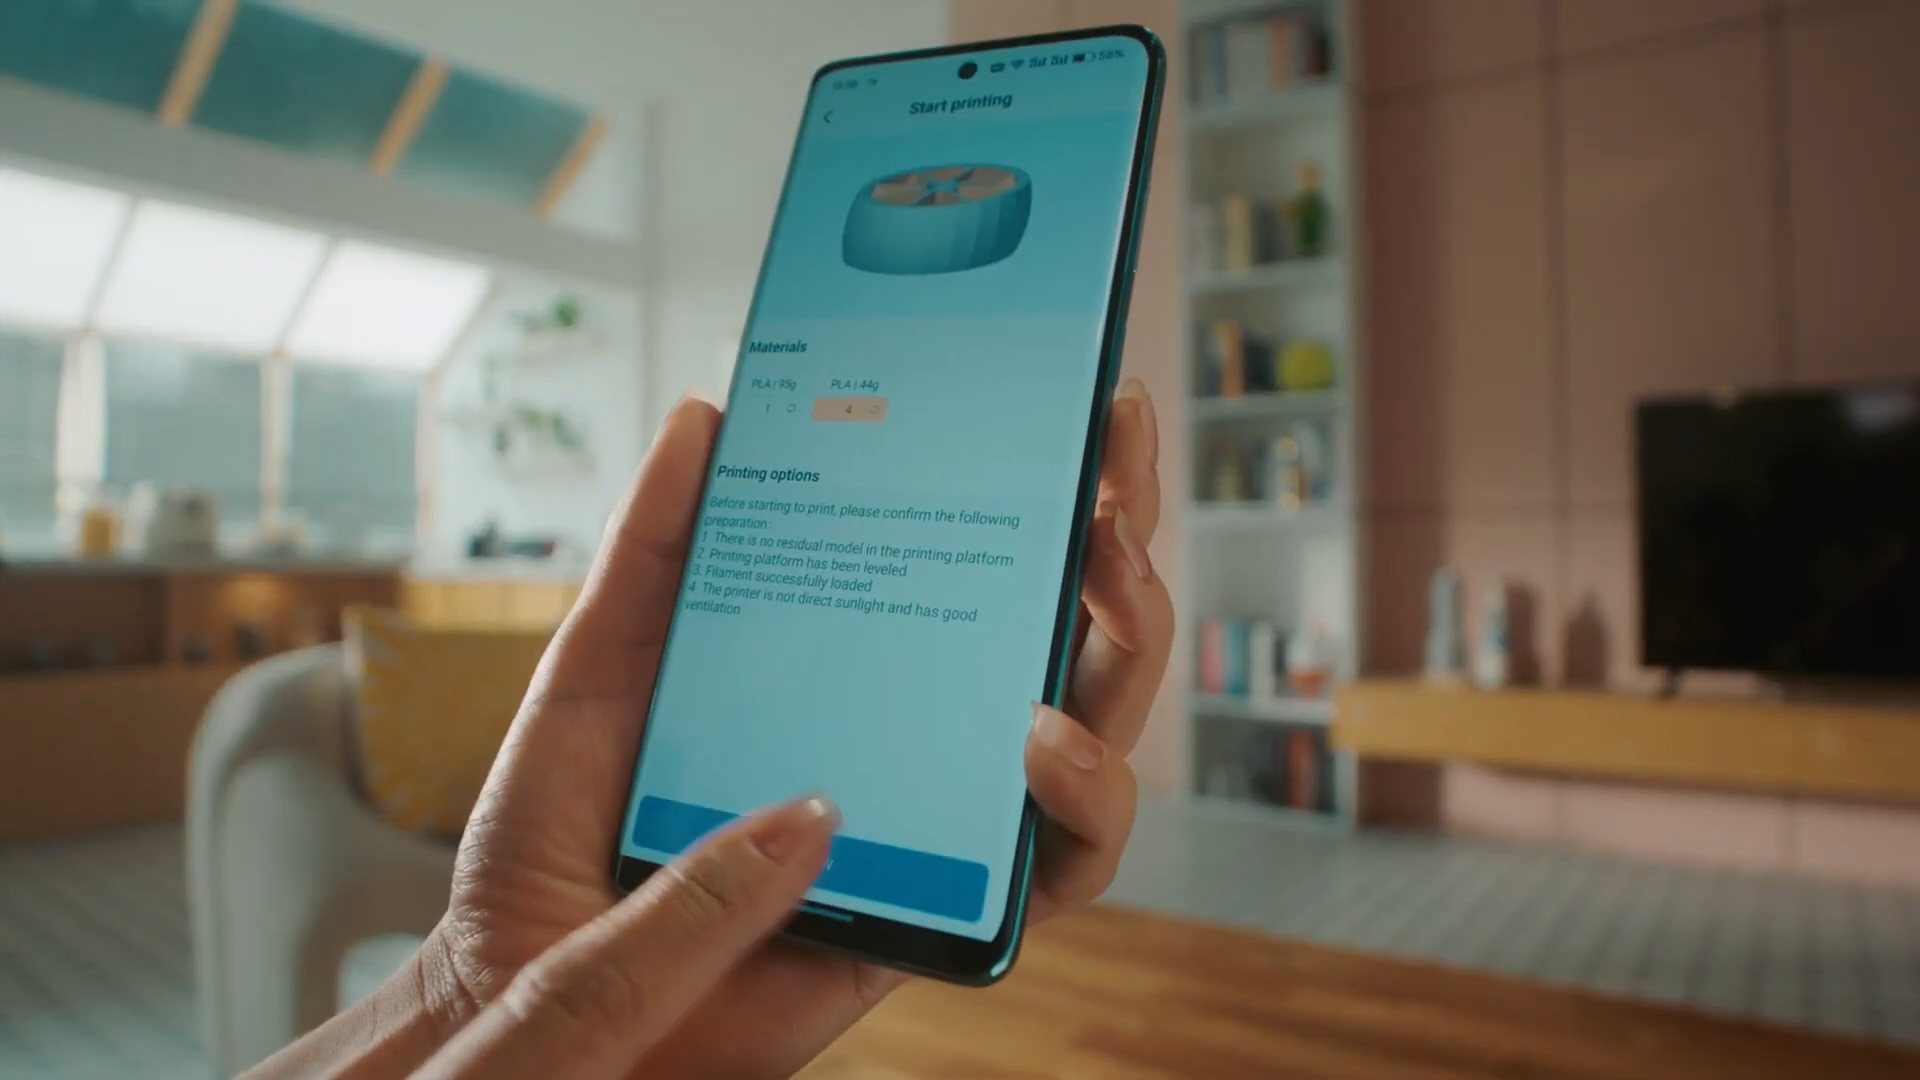 58%
Start printing
Materials
PLA | 95g PLA | 44g
1 4
Printing options
Before starting to print, please confirm the following
preparation:
1 There is no residual model in the printing platform
2. Printing platform has been leveled
3. Filament successfully loaded
4 The printer is not direct sunlight and has good
ventilation